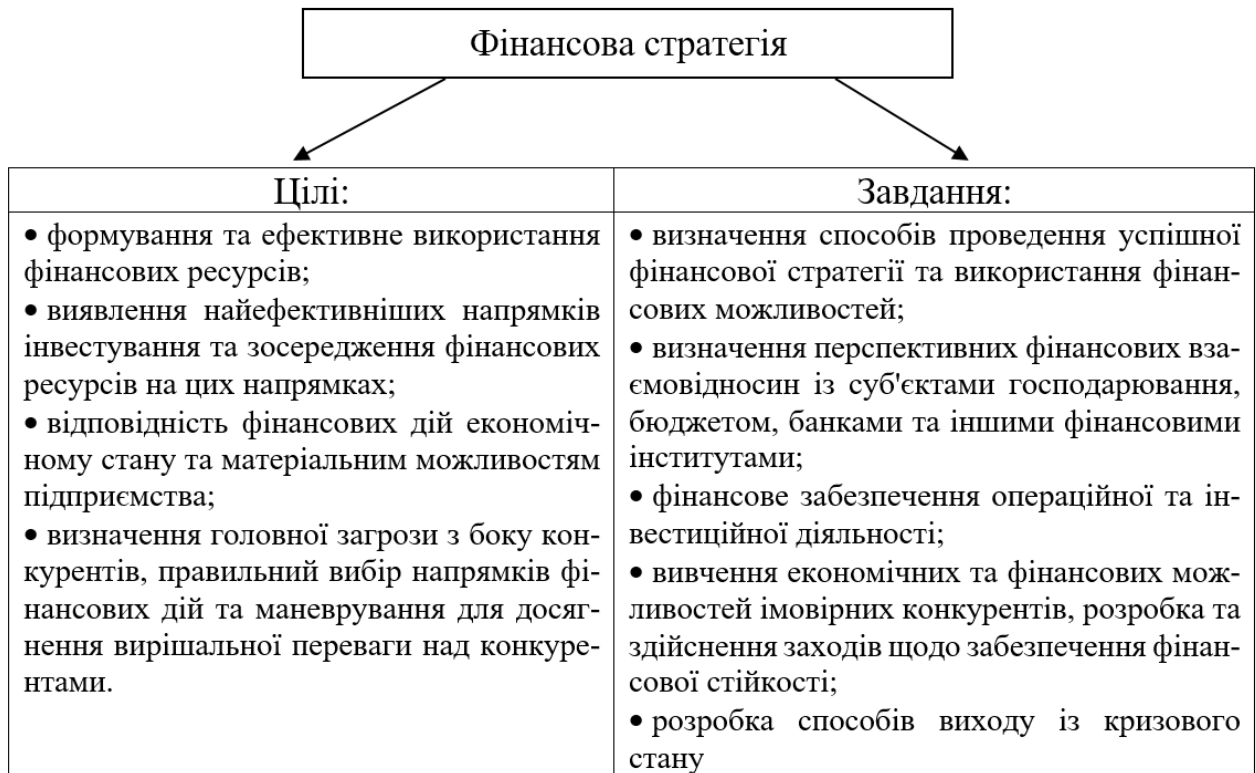 Фінансова стратегія
Цілі:
• формування та ефективне використання
фінансових ресурсів;
• виявлення найефективніших напрямків
інвестування та зосередження фінансових
ресурсів на цих напрямках;
• відповідність фінансових дій економіч-
ному стану та матеріальним можливостям
підприємства;
• визначення головної загрози з боку кон-
курентів, правильний вибір напрямків фі-
нансових дій та маневрування для досяг-
нення вирішальної переваги над конкуре-
нтами.
Завдання:
• визначення способів проведення успішної
фінансової стратегії та використання фінан-
сових можливостей;
• визначення перспективних фінансових вза-
ємовідносин із суб'єктами господарювання,
бюджетом, банками та іншими фінансовими
інститутами;
• фінансове забезпечення операційної та ін-
вестиційної діяльності;
• вивчення економічних та фінансових мож-
ливостей імовірних конкурентів, розробка та
здійснення заходів щодо забезпечення фінан-
сової стійкості;
• розробка способів виходу із кризового
стану